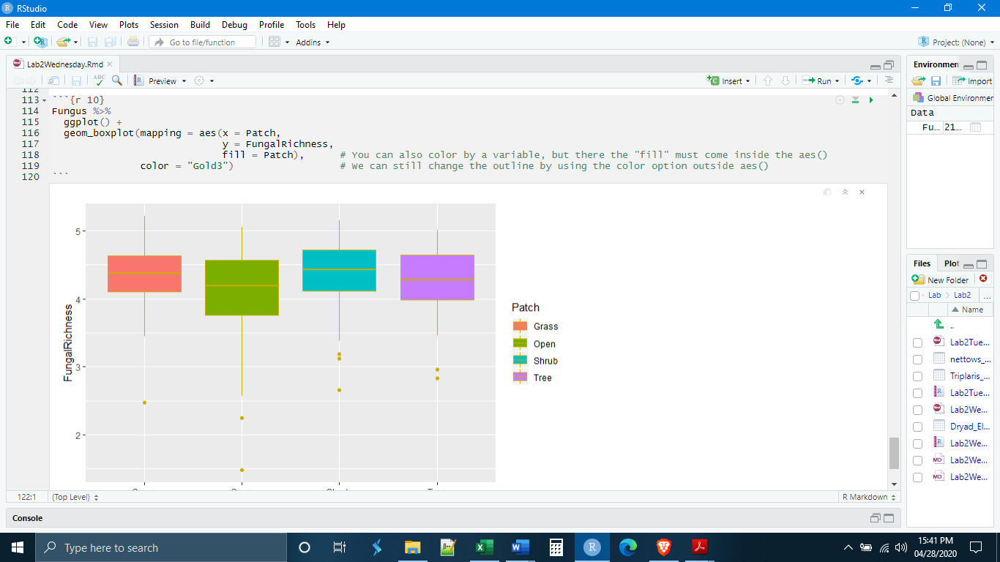 RStudio
File Edit Code View Plots Session Build Debug Profile Tools Help
Go to file/function Addins Project: (None)
Lab2Wednesday.Rmd
ABC Preview Insert Run
112
113 ```{r 10}
114 Fungus %>%
115 ggplot() +
116 geom_boxplot(mapping = aes(x = Patch,
117 y = FungalRichness,
118 fill = Patch), # You can also color by a variable, but there the "fill" must come inside the aes()
119 color = "Gold3") # We can still change the outline by using the color option outside aes()
120 ```
FungalRichness
5
4
3
2
Patch
Grass
Open
Shrub
Tree
122:1 (Top Level) R Markdown
Console
Environmen
Import
Global Environmer
Data
Fu... 21...
Files Plot
New Folder
Lab Lab2 ...
Name
..
Lab2Tue...
nettows_...
Triplaris_...
Lab2Tue...
Lab2We...
Dryad_El...
Lab2We...
Lab2We...
Lab2We...
Type here to search
15:41 PM
04/28/2020